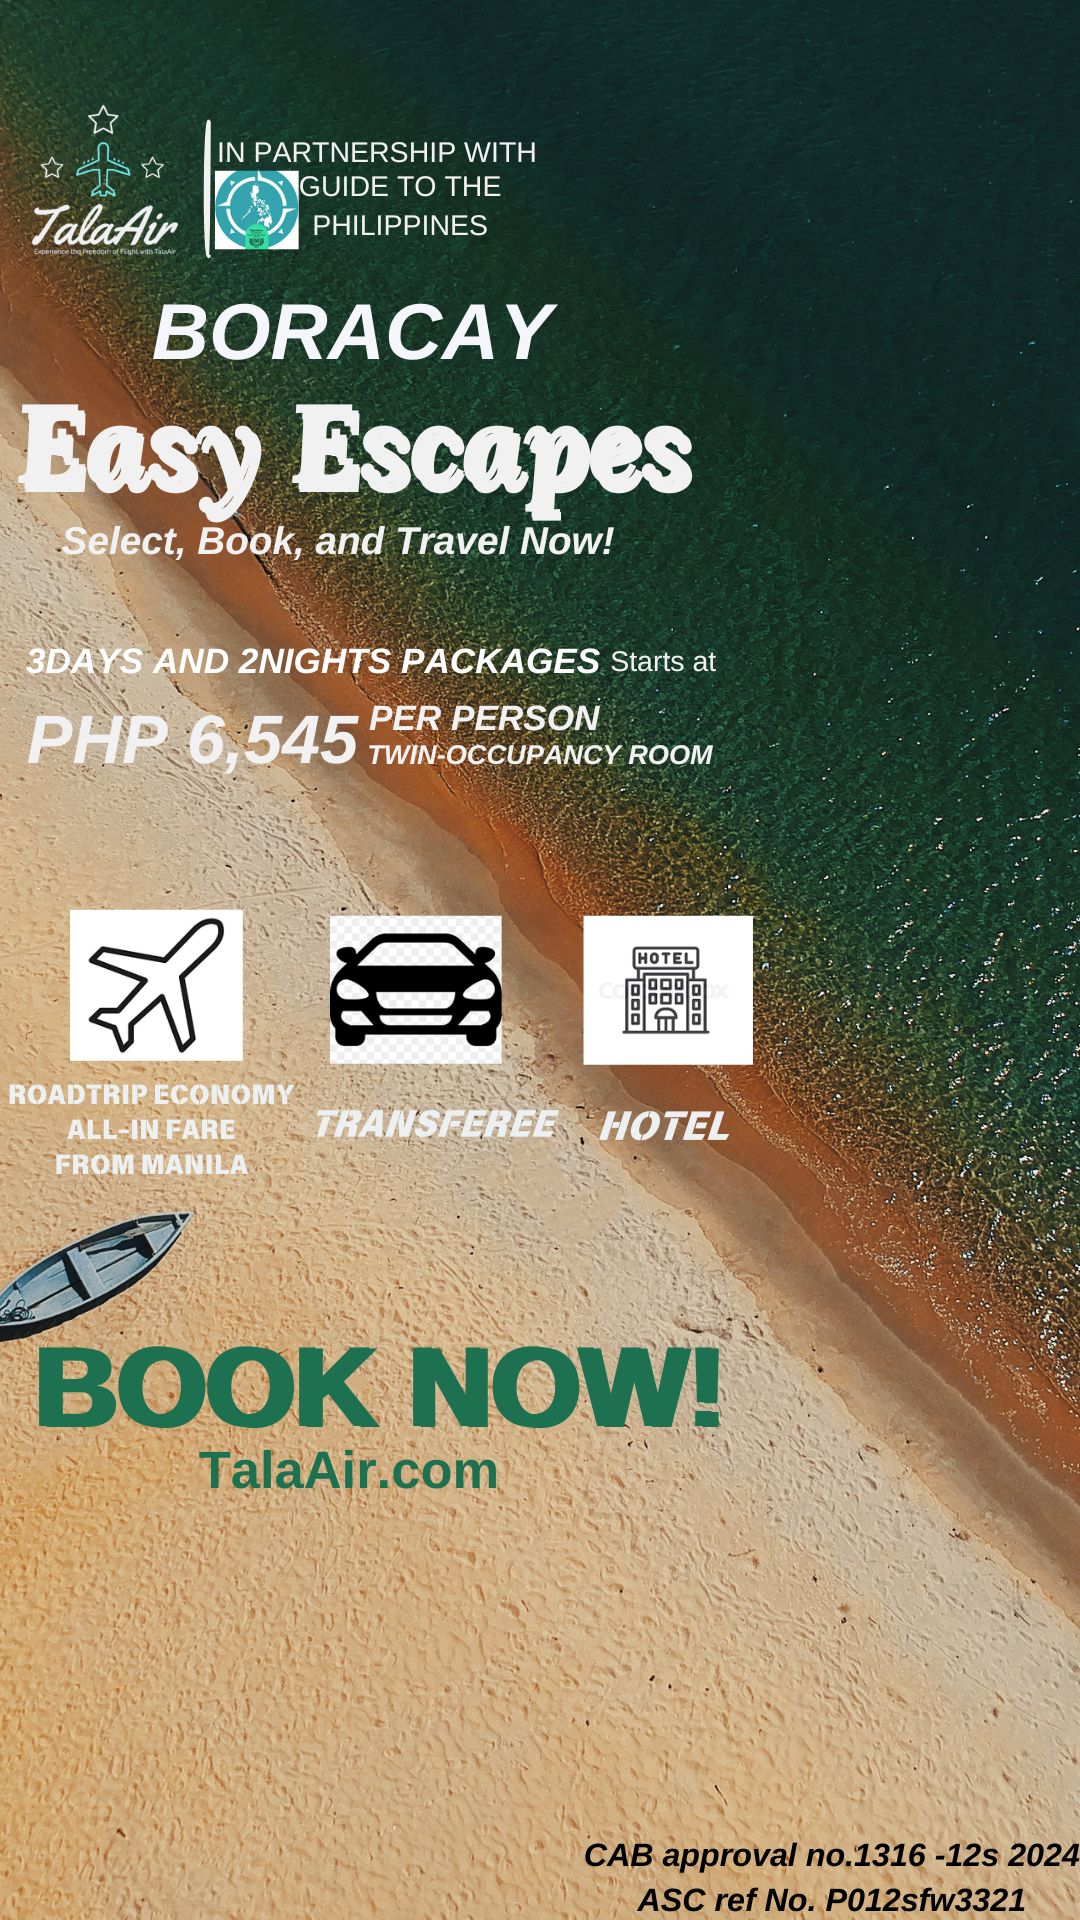 TalaAir
Experience the Freedom of Flight with TalaAir
IN PARTNERSHIP WITH
GUIDE TO THE
PHILIPPINES
BORACAY
Easy Escapes
Select, Book, and Travel Now!
3DAYS AND 2NIGHTS PACKAGES Starts at
PHP 6,545 PER PERSON
TWIN-OCCUPANCY ROOM
HOTEL
ROADTRIP ECONOMY
ALL-IN FARE
FROM MANILA
TRANSFEREE
HOTEL
BOOK NOW!
TalaAir.com
CAB approval no.1316 -12s 2024
ASC ref No. P012sfw3321